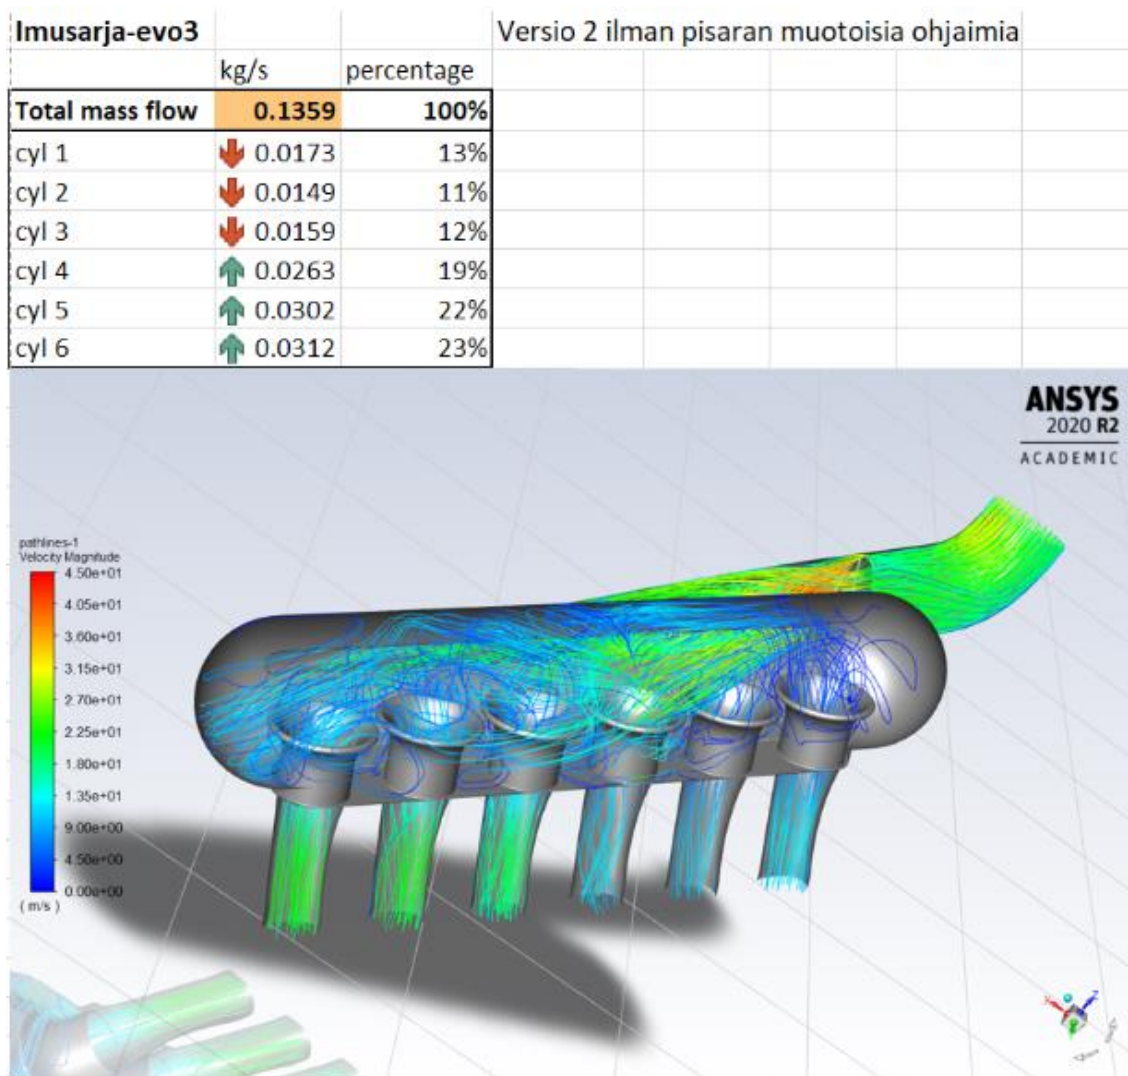 Imusarja-evo3 Versio 2 ilman pisaran muotoisia ohjaimia
kg/s percentage
Total mass flow 0.1359 100%
cyl 1 0.0173 13%
cyl 2 0.0149 11%
cyl 3 0.0159 12%
cyl 4 0.0263 19%
cyl 5 0.0302 22%
cyl 6 0.0312 23%
ANSYS
2020 R2
ACADEMIC
pathlines-1
Velocity Magnitude
4.50e+01
4.05e+01
3.60e+01
3.15e+01
2.70e+01
2.25e+01
1.80e+01
1.35e+01
9.00e+00
4.50e+00
0.00e+00
( m/s )